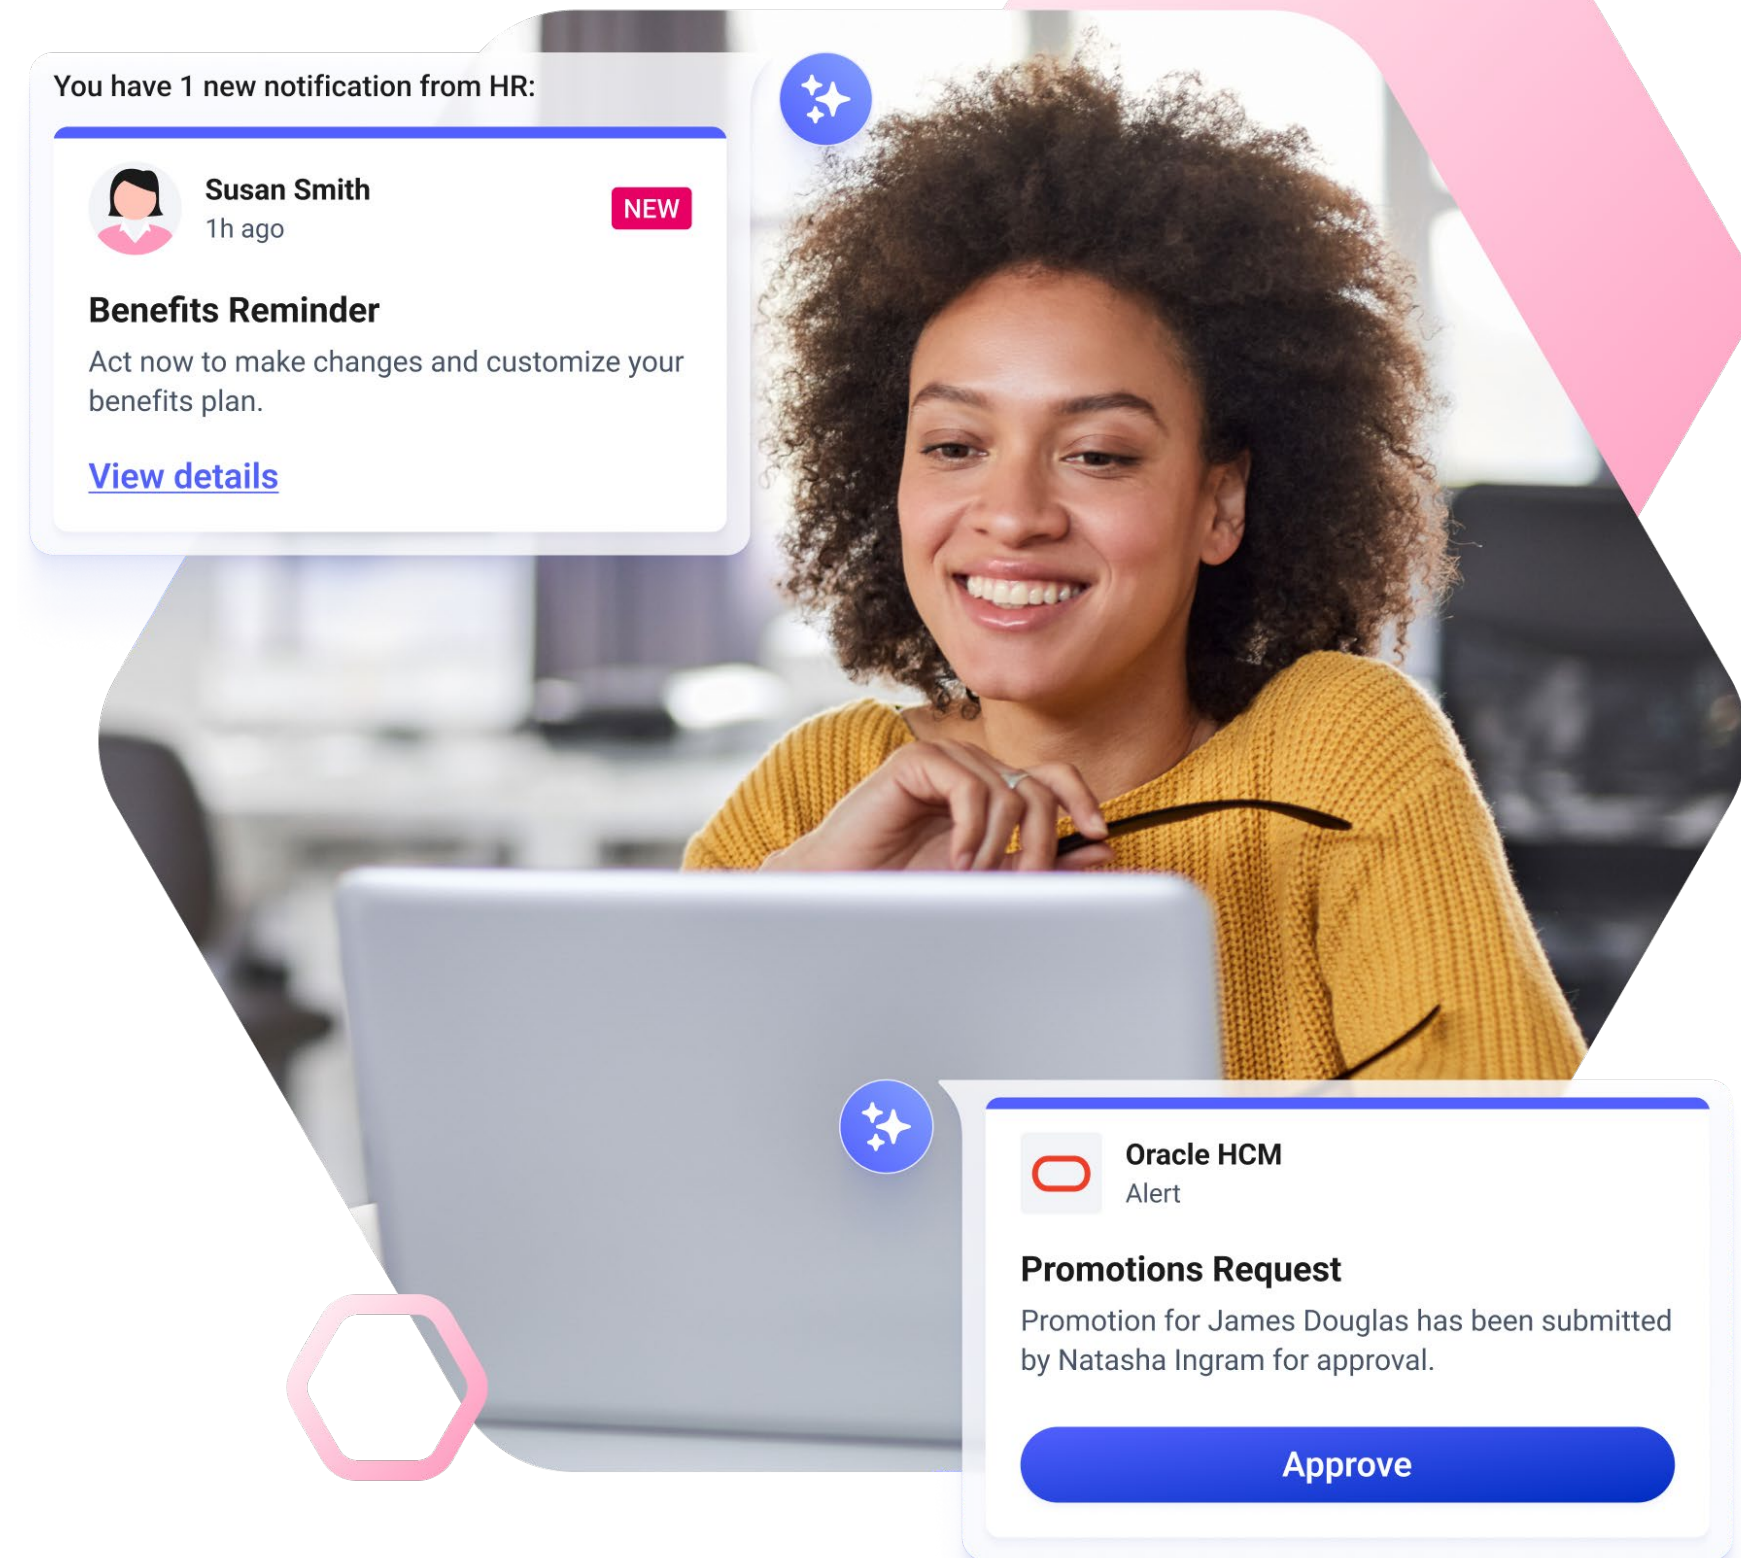 You have 1 new notification from HR:
Susan Smith
1h ago
NEW
Benefits Reminder
Act now to make changes and customize your
benefits plan.
View details
Oracle HCM
Alert
Promotions Request
Promotion for James Douglas has been submitted
by Natasha Ingram for approval.
Approve